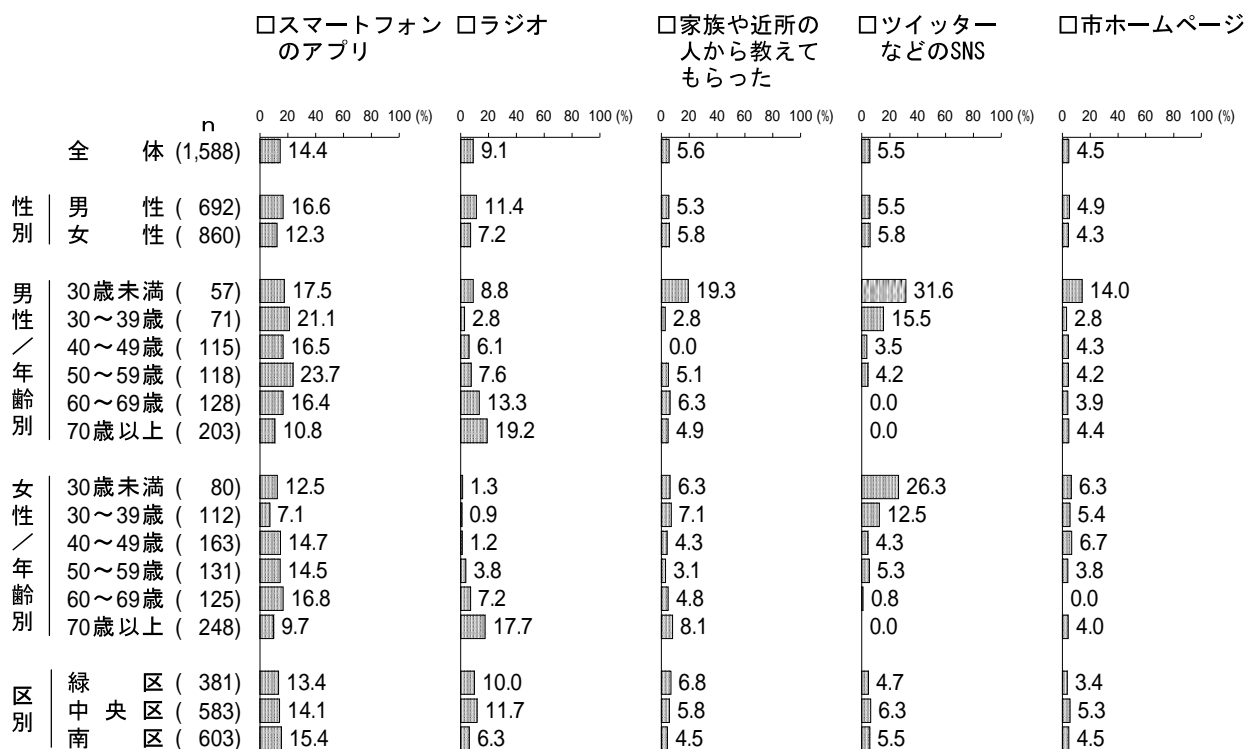 □スマートフォンのアプリ □ラジオ □家族や近所の人から教えてもらった □ツイッターなどのSNS □市ホームページ
n 0 20 40 60 80 100 (%) 0 20 40 60 80 100 (%) 0 20 40 60 80 100 (%) 0 20 40 60 80 100 (%) 0 20 40 60 80 100 (%)
全体 (1,588) 14.4 9.1 5.6 5.5 4.5
性別
男性 ( 692) 16.6 11.4 5.3 5.5 4.9
女性 ( 860) 12.3 7.2 5.8 5.8 4.3
男性/年齢別
30歳未満 ( 57) 17.5 8.8 19.3 31.6 14.0
30～39歳 ( 71) 21.1 2.8 2.8 15.5 2.8
40～49歳 ( 115) 16.5 6.1 0.0 3.5 4.3
50～59歳 ( 118) 23.7 7.6 5.1 4.2 4.2
60～69歳 ( 128) 16.4 13.3 6.3 0.0 3.9
70歳以上 ( 203) 10.8 19.2 4.9 0.0 4.4
女性/年齢別
30歳未満 ( 80) 12.5 1.3 6.3 26.3 6.3
30～39歳 ( 112) 7.1 0.9 7.1 12.5 5.4
40～49歳 ( 163) 14.7 1.2 4.3 4.3 6.7
50～59歳 ( 131) 14.5 3.8 3.1 5.3 3.8
60～69歳 ( 125) 16.8 7.2 4.8 0.8 0.0
70歳以上 ( 248) 9.7 17.7 8.1 0.0 4.0
区別
緑区 ( 381) 13.4 10.0 6.8 4.7 3.4
中央区 ( 583) 14.1 11.7 5.8 6.3 5.3
南区 ( 603) 15.4 6.3 4.5 5.5 4.5